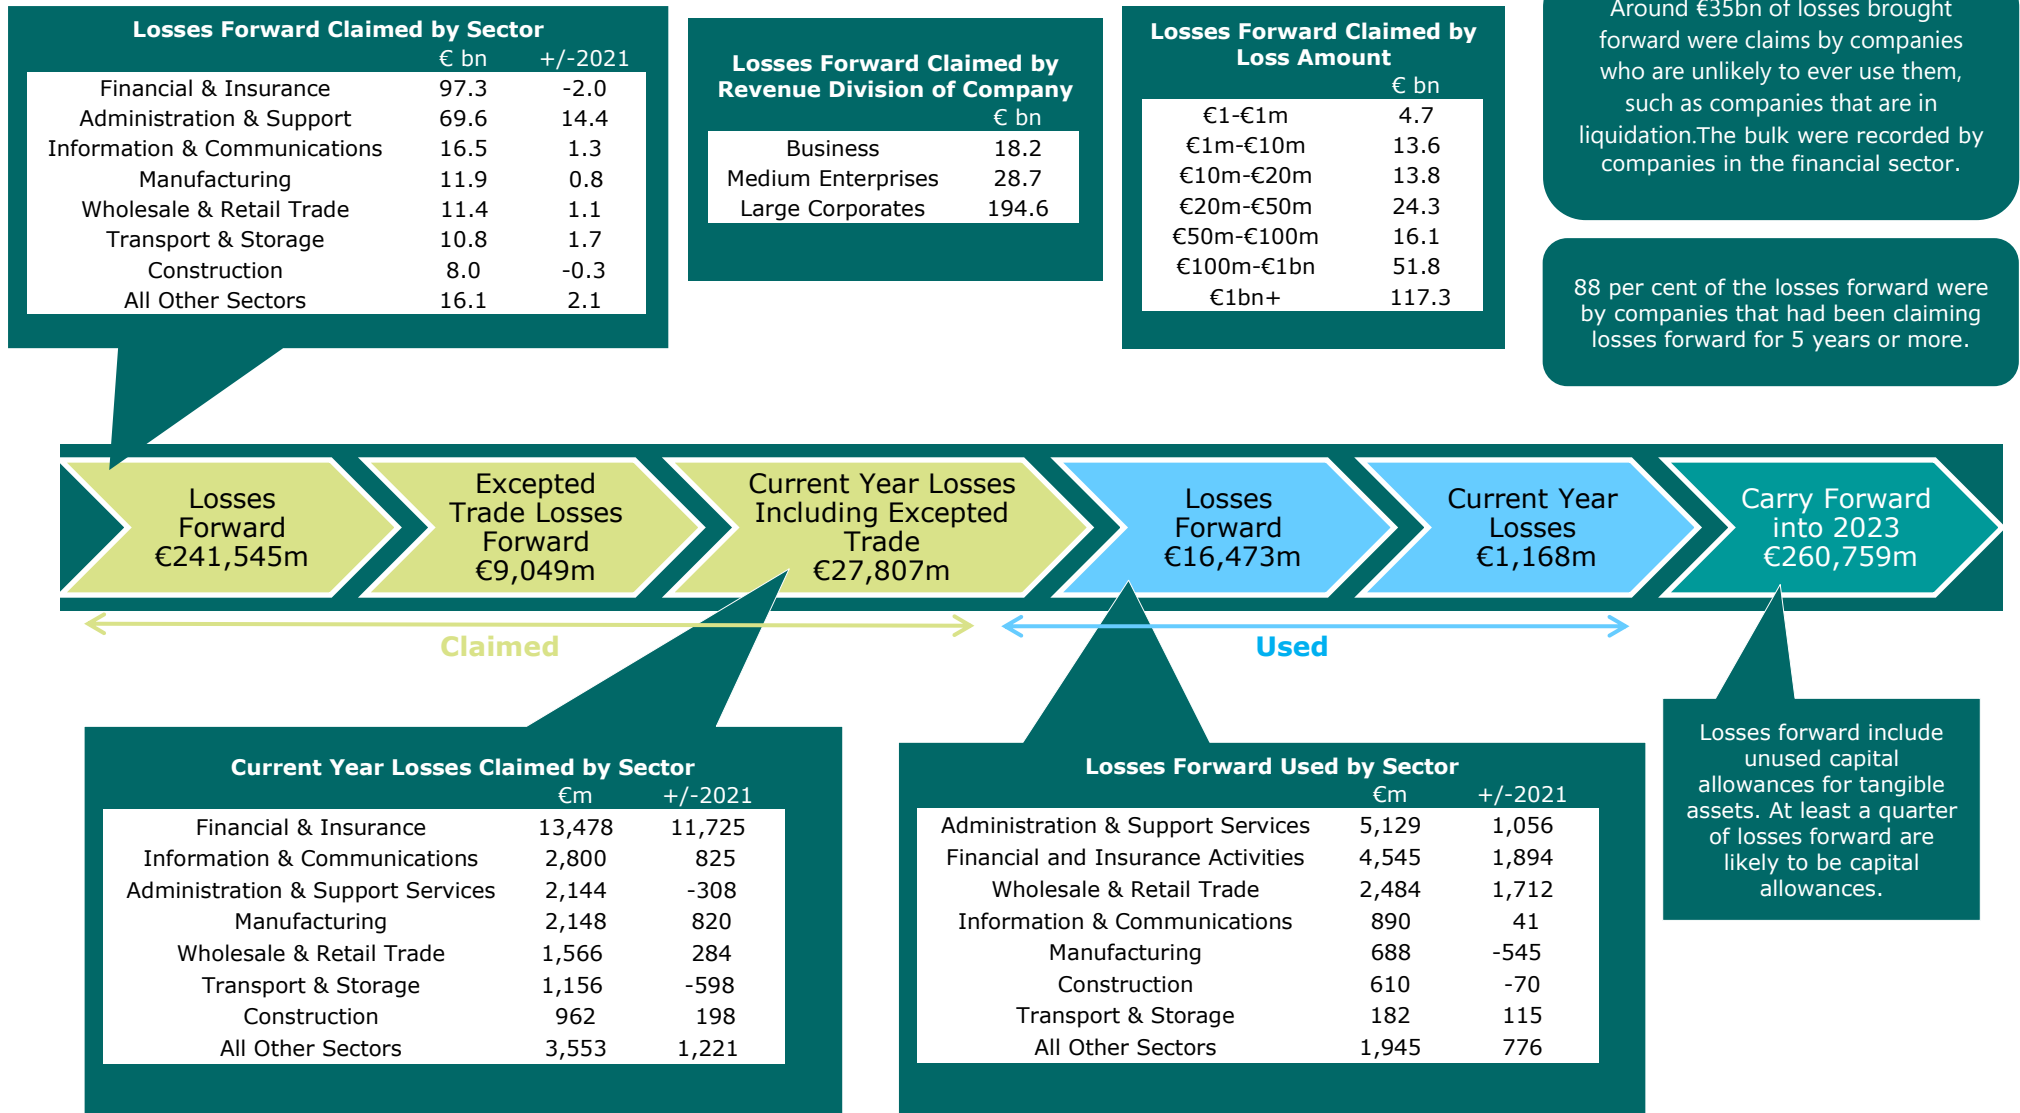 Losses Forward Claimed by Sector
€ bn +/-2021
Financial & Insurance 97.3 -2.0
Administration & Support 69.6 14.4
Information & Communications 16.5 1.3
Manufacturing 11.9 0.8
Wholesale & Retail Trade 11.4 1.1
Transport & Storage 10.8 1.7
Construction 8.0 -0.3
All Other Sectors 16.1 2.1
Losses Forward Claimed by
Revenue Division of Company
€ bn
Business 18.2
Medium Enterprises 28.7
Large Corporates 194.6
Losses Forward Claimed by
Loss Amount
€ bn
€1-€1m 4.7
€1m-€10m 13.6
€10m-€20m 13.8
€20m-€50m 24.3
€50m-€100m 16.1
€100m-€1bn 51.8
€1bn+ 117.3
Around €35bn of losses brought
forward were claims by companies
who are unlikely to ever use them,
such as companies that are in
liquidation.The bulk were recorded by
companies in the financial sector.
88 per cent of the losses forward were
by companies that had been claiming
losses forward for 5 years or more.
Losses
Forward
€241,545m
Excepted
Trade Losses
Forward
€9,049m
Current Year Losses
Including Excepted
Trade
€27,807m
Losses
Forward
€16,473m
Current Year
Losses
€1,168m
Carry Forward
into 2023
€260,759m
Claimed
Used
Current Year Losses Claimed by Sector
€m +/-2021
Financial & Insurance 13,478 11,725
Information & Communications 2,800 825
Administration & Support Services 2,144 -308
Manufacturing 2,148 820
Wholesale & Retail Trade 1,566 284
Transport & Storage 1,156 -598
Construction 962 198
All Other Sectors 3,553 1,221
Losses Forward Used by Sector
€m +/-2021
Administration & Support Services 5,129 1,056
Financial and Insurance Activities 4,545 1,894
Wholesale & Retail Trade 2,484 1,712
Information & Communications 890 41
Manufacturing 688 -545
Construction 610 -70
Transport & Storage 182 115
All Other Sectors 1,945 776
Losses forward include
unused capital
allowances for tangible
assets. At least a quarter
of losses forward are
likely to be capital
allowances.